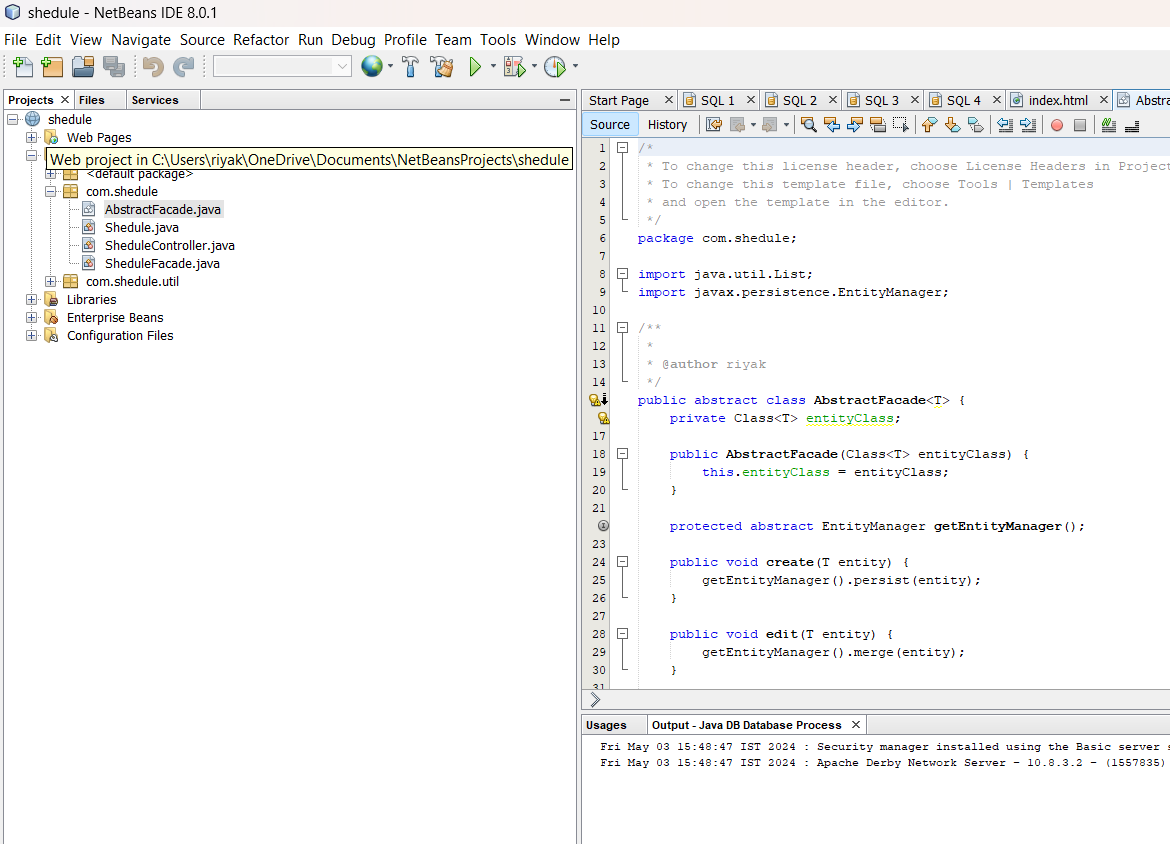 shedule - NetBeans IDE 8.0.1
File Edit View Navigate Source Refactor Run Debug Profile Team Tools Window Help
Projects Files Services
shedule
Web Pages
Web project in C:\Users\riyak\OneDrive\Documents\NetBeansProjects\shedule
<default package>
com.shedule
AbstractFacade.java
Shedule.java
SheduleController.java
SheduleFacade.java
com.shedule.util
Libraries
Enterprise Beans
Configuration Files
Start Page SQL 1 SQL 2 SQL 3 SQL 4 index.html Abstra
Source History
1 /*
2 * To change this license header, choose License Headers in Project
3 * To change this template file, choose Tools | Templates
4 * and open the template in the editor.
5 */
6 package com.shedule;
7
8 import java.util.List;
9 import javax.persistence.EntityManager;
10
11 /**
12 *
13 * @author riyak
14 */
public abstract class AbstractFacade<T> {
private Class<T> entityClass;
17
18 public AbstractFacade(Class<T> entityClass) {
19 this.entityClass = entityClass;
20 }
21
protected abstract EntityManager getEntityManager();
23
24 public void create(T entity) {
25 getEntityManager().persist(entity);
26 }
27
28 public void edit(T entity) {
29 getEntityManager().merge(entity);
30 }
31
Usages Output - Java DB Database Process
Fri May 03 15:48:47 IST 2024 : Security manager installed using the Basic server s
Fri May 03 15:48:47 IST 2024 : Apache Derby Network Server - 10.8.3.2 - (1557835)